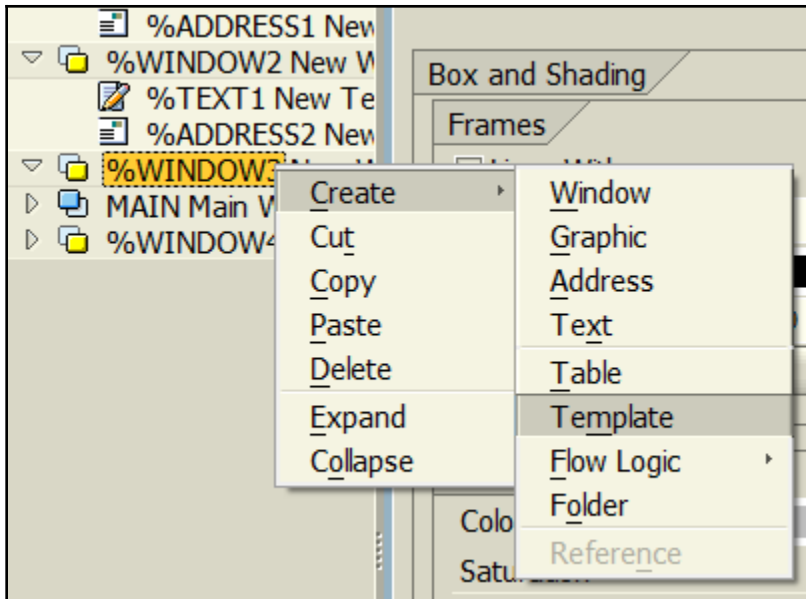 %ADDRESS1 New
%WINDOW2 New W
%TEXT1 New Te
%ADDRESS2 New
%WINDOW3
MAIN Main W
%WINDOW4
Box and Shading
Frames
Create
Cut
Copy
Paste
Delete
Expand
Collapse
Window
Graphic
Address
Text
Table
Template
Flow Logic
Folder
Reference
Colo
Satu